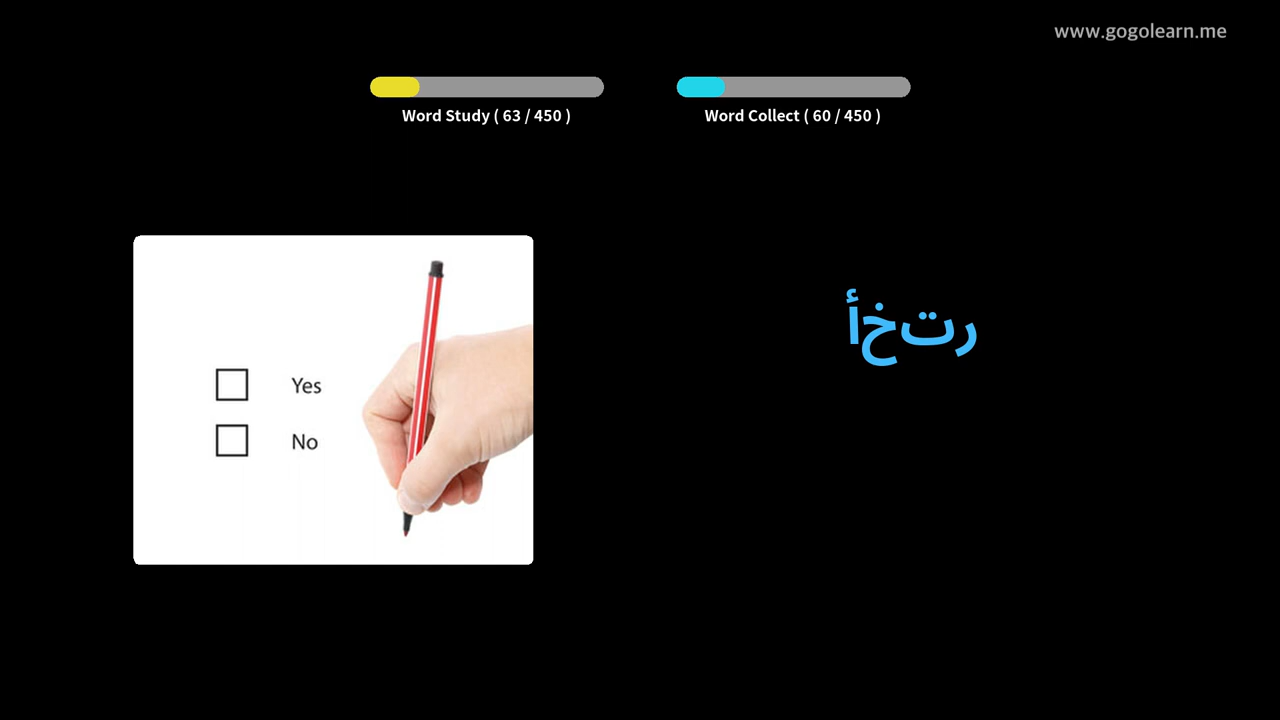 www.gogolearn.me
Word Study ( 63 / 450 )
Word Collect ( 60 / 450 )
رتخأ
Yes
No